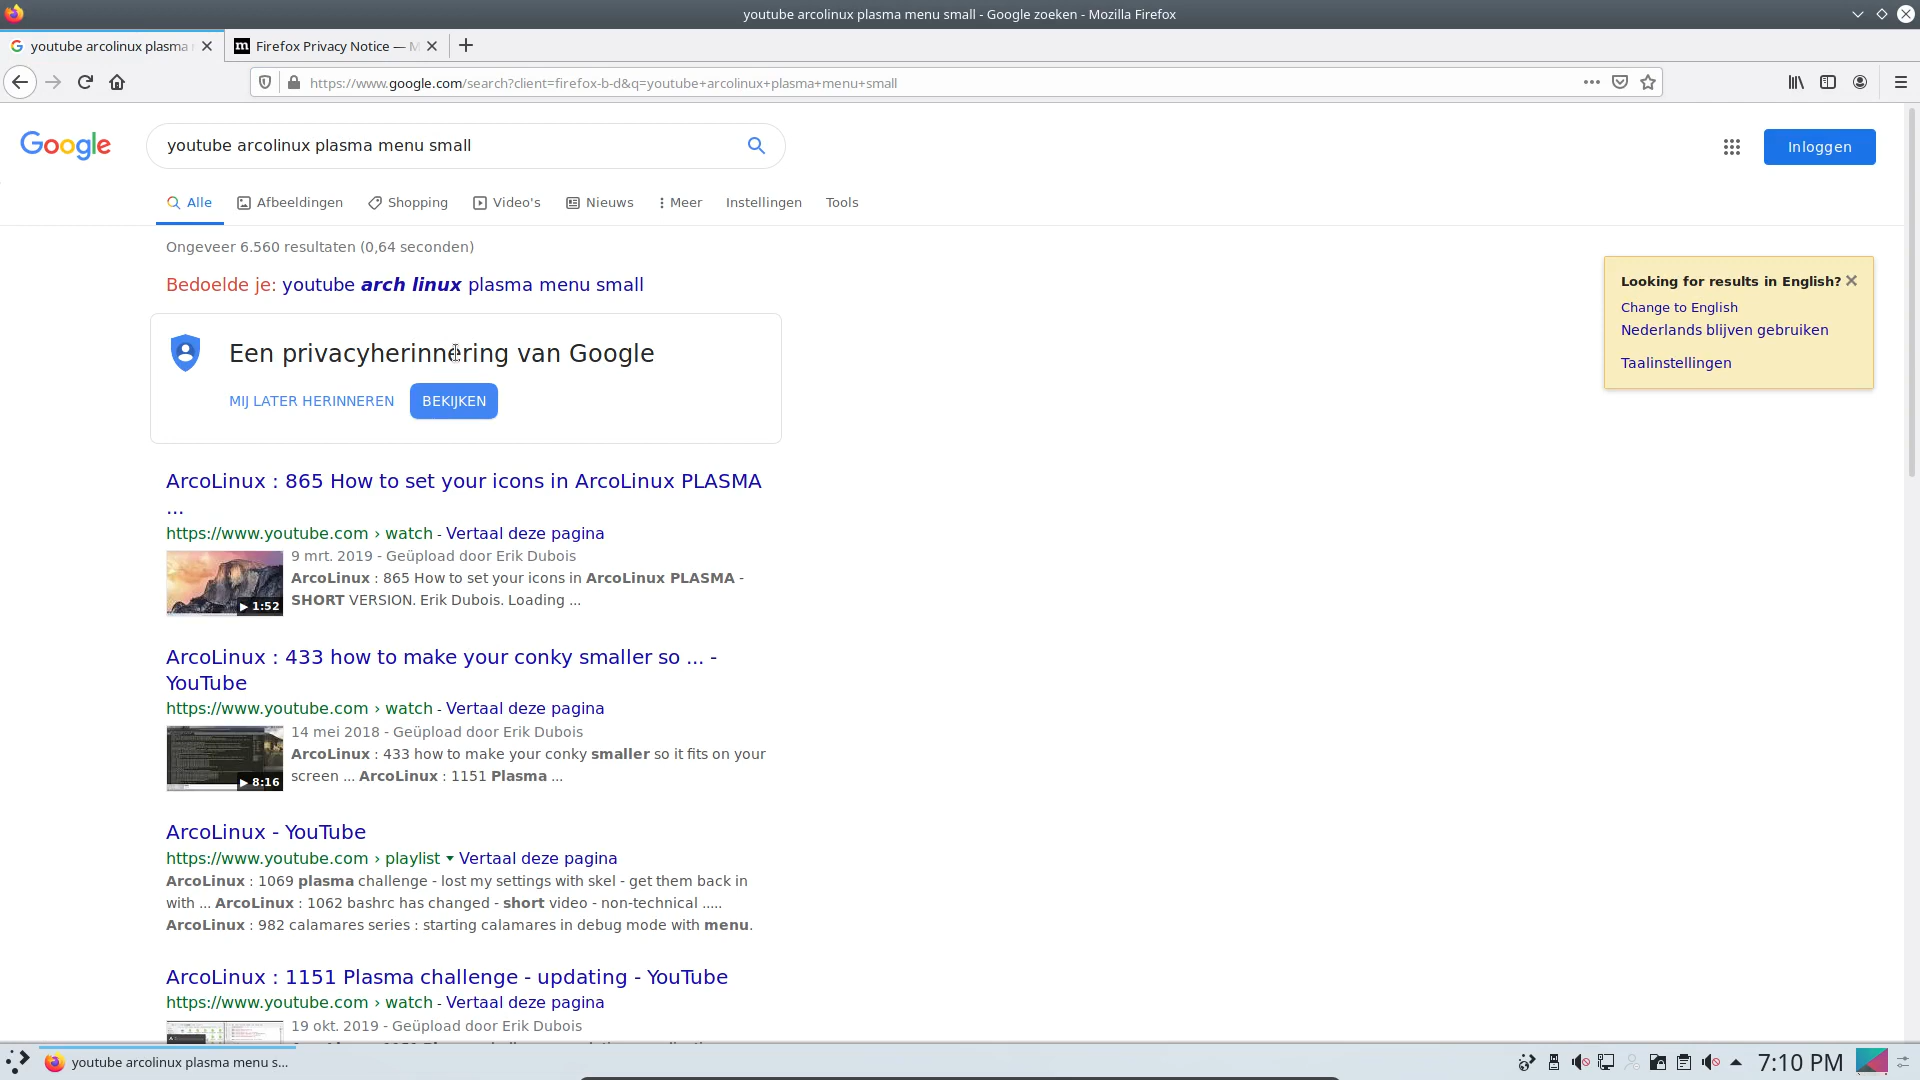 youtube arcolinux plasma menu small - Google zoeken - Mozilla Firefox
youtube arcolinux plasma
Firefox Privacy Notice — M
https://www.google.com/search?client=firefox-b-d&q=youtube+arcolinux+plasma+menu+small
Google
youtube arcolinux plasma menu small
Inloggen
Alle Afbeeldingen Shopping Video's Nieuws Meer Instellingen Tools
Ongeveer 6.560 resultaten (0,64 seconden)
Bedoelde je: youtube arch linux plasma menu small
Looking for results in English?
Change to English
Nederlands blijven gebruiken
Taalinstellingen
Een privacyherinnering van Google
MIJ LATER HERINNEREN BEKIJKEN
ArcoLinux : 865 How to set your icons in ArcoLinux PLASMA
...
https://www.youtube.com › watch - Vertaal deze pagina
9 mrt. 2019 - Geüpload door Erik Dubois
ArcoLinux : 865 How to set your icons in ArcoLinux PLASMA -
SHORT VERSION. Erik Dubois. Loading ...
1:52
ArcoLinux : 433 how to make your conky smaller so ... -
YouTube
https://www.youtube.com › watch - Vertaal deze pagina
14 mei 2018 - Geüpload door Erik Dubois
ArcoLinux : 433 how to make your conky smaller so it fits on your
screen ... ArcoLinux : 1151 Plasma ...
8:16
ArcoLinux - YouTube
https://www.youtube.com › playlist Vertaal deze pagina
ArcoLinux : 1069 plasma challenge - lost my settings with skel - get them back in
with ... ArcoLinux : 1062 bashrc has changed - short video - non-technical .....
ArcoLinux : 982 calamares series : starting calamares in debug mode with menu.
ArcoLinux : 1151 Plasma challenge - updating - YouTube
https://www.youtube.com › watch - Vertaal deze pagina
19 okt. 2019 - Geüpload door Erik Dubois
youtube arcolinux plasma menu s...
7:10 PM